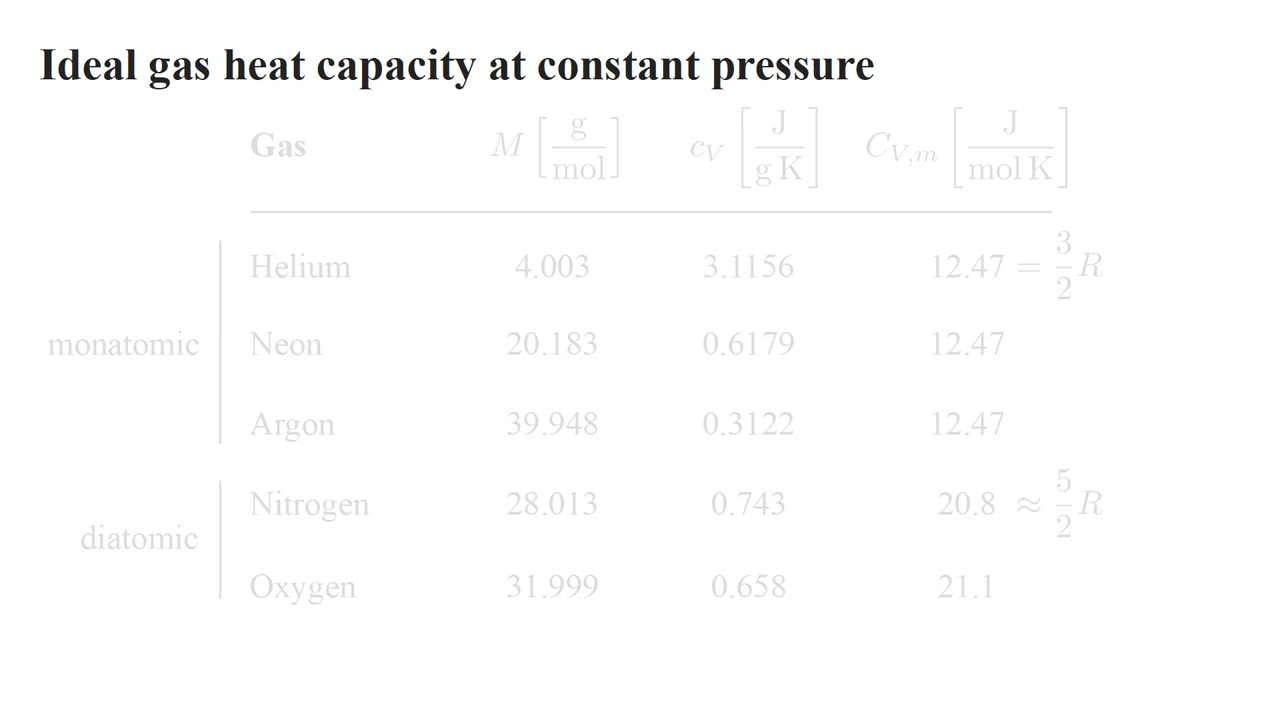 Ideal gas heat capacity at constant pressure
Gas M [g/mol] c_V [J/(g K)] C_{V,m} [J/(mol K)]
Helium 4.003 3.1156 12.47 = 3/2 R
monatomic Neon 20.183 0.6179 12.47
Argon 39.948 0.3122 12.47
Nitrogen 28.013 0.743 20.8 ≈ 5/2 R
diatomic
Oxygen 31.999 0.658 21.1